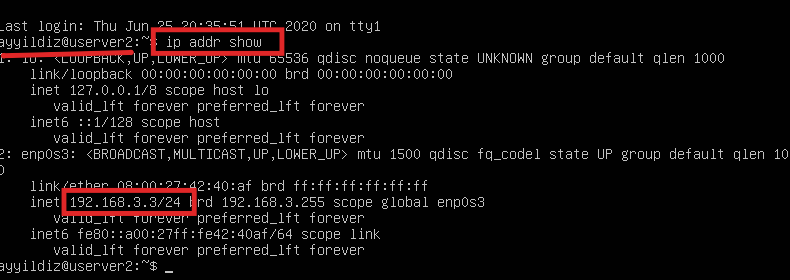 Last login: Thu Jun 25 20:35:51 UTC 2020 on tty1
ayyildiz@userver2:~$ ip addr show
1: lo: <LOOPBACK,UP,LOWER_UP> mtu 65536 qdisc noqueue state UNKNOWN group default qlen 1000
link/loopback 00:00:00:00:00:00 brd 00:00:00:00:00:00
inet 127.0.0.1/8 scope host lo
valid_lft forever preferred_lft forever
inet6 ::1/128 scope host
valid_lft forever preferred_lft forever
2: enp0s3: <BROADCAST,MULTICAST,UP,LOWER_UP> mtu 1500 qdisc fq_codel state UP group default qlen 10
0
link/ether 08:00:27:42:40:af brd ff:ff:ff:ff:ff:ff
inet 192.168.3.3/24 brd 192.168.3.255 scope global enp0s3
valid_lft forever preferred_lft forever
inet6 fe80::a00:27ff:fe42:40af/64 scope link
valid_lft forever preferred_lft forever
ayyildiz@userver2:~$ _